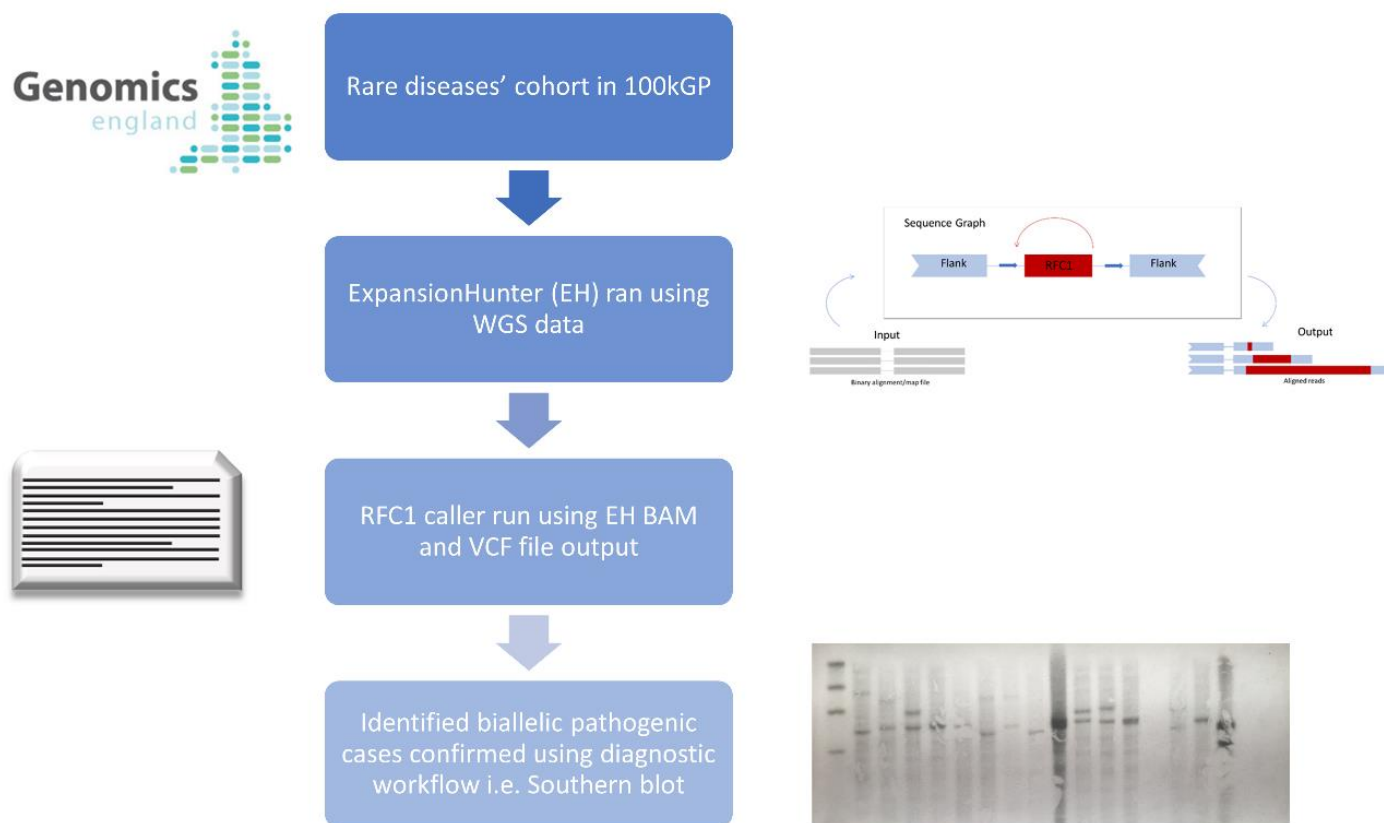 Genomics
england
Rare diseases’ cohort in 100kGP
ExpansionHunter (EH) ran using
WGS data
Sequence Graph
Flank
RFC1
Flank
Input
Binary alignment/map file
Output
Aligned reads
RFC1 caller run using EH BAM
and VCF file output
Identified biallelic pathogenic
cases confirmed using diagnostic
workflow i.e. Southern blot